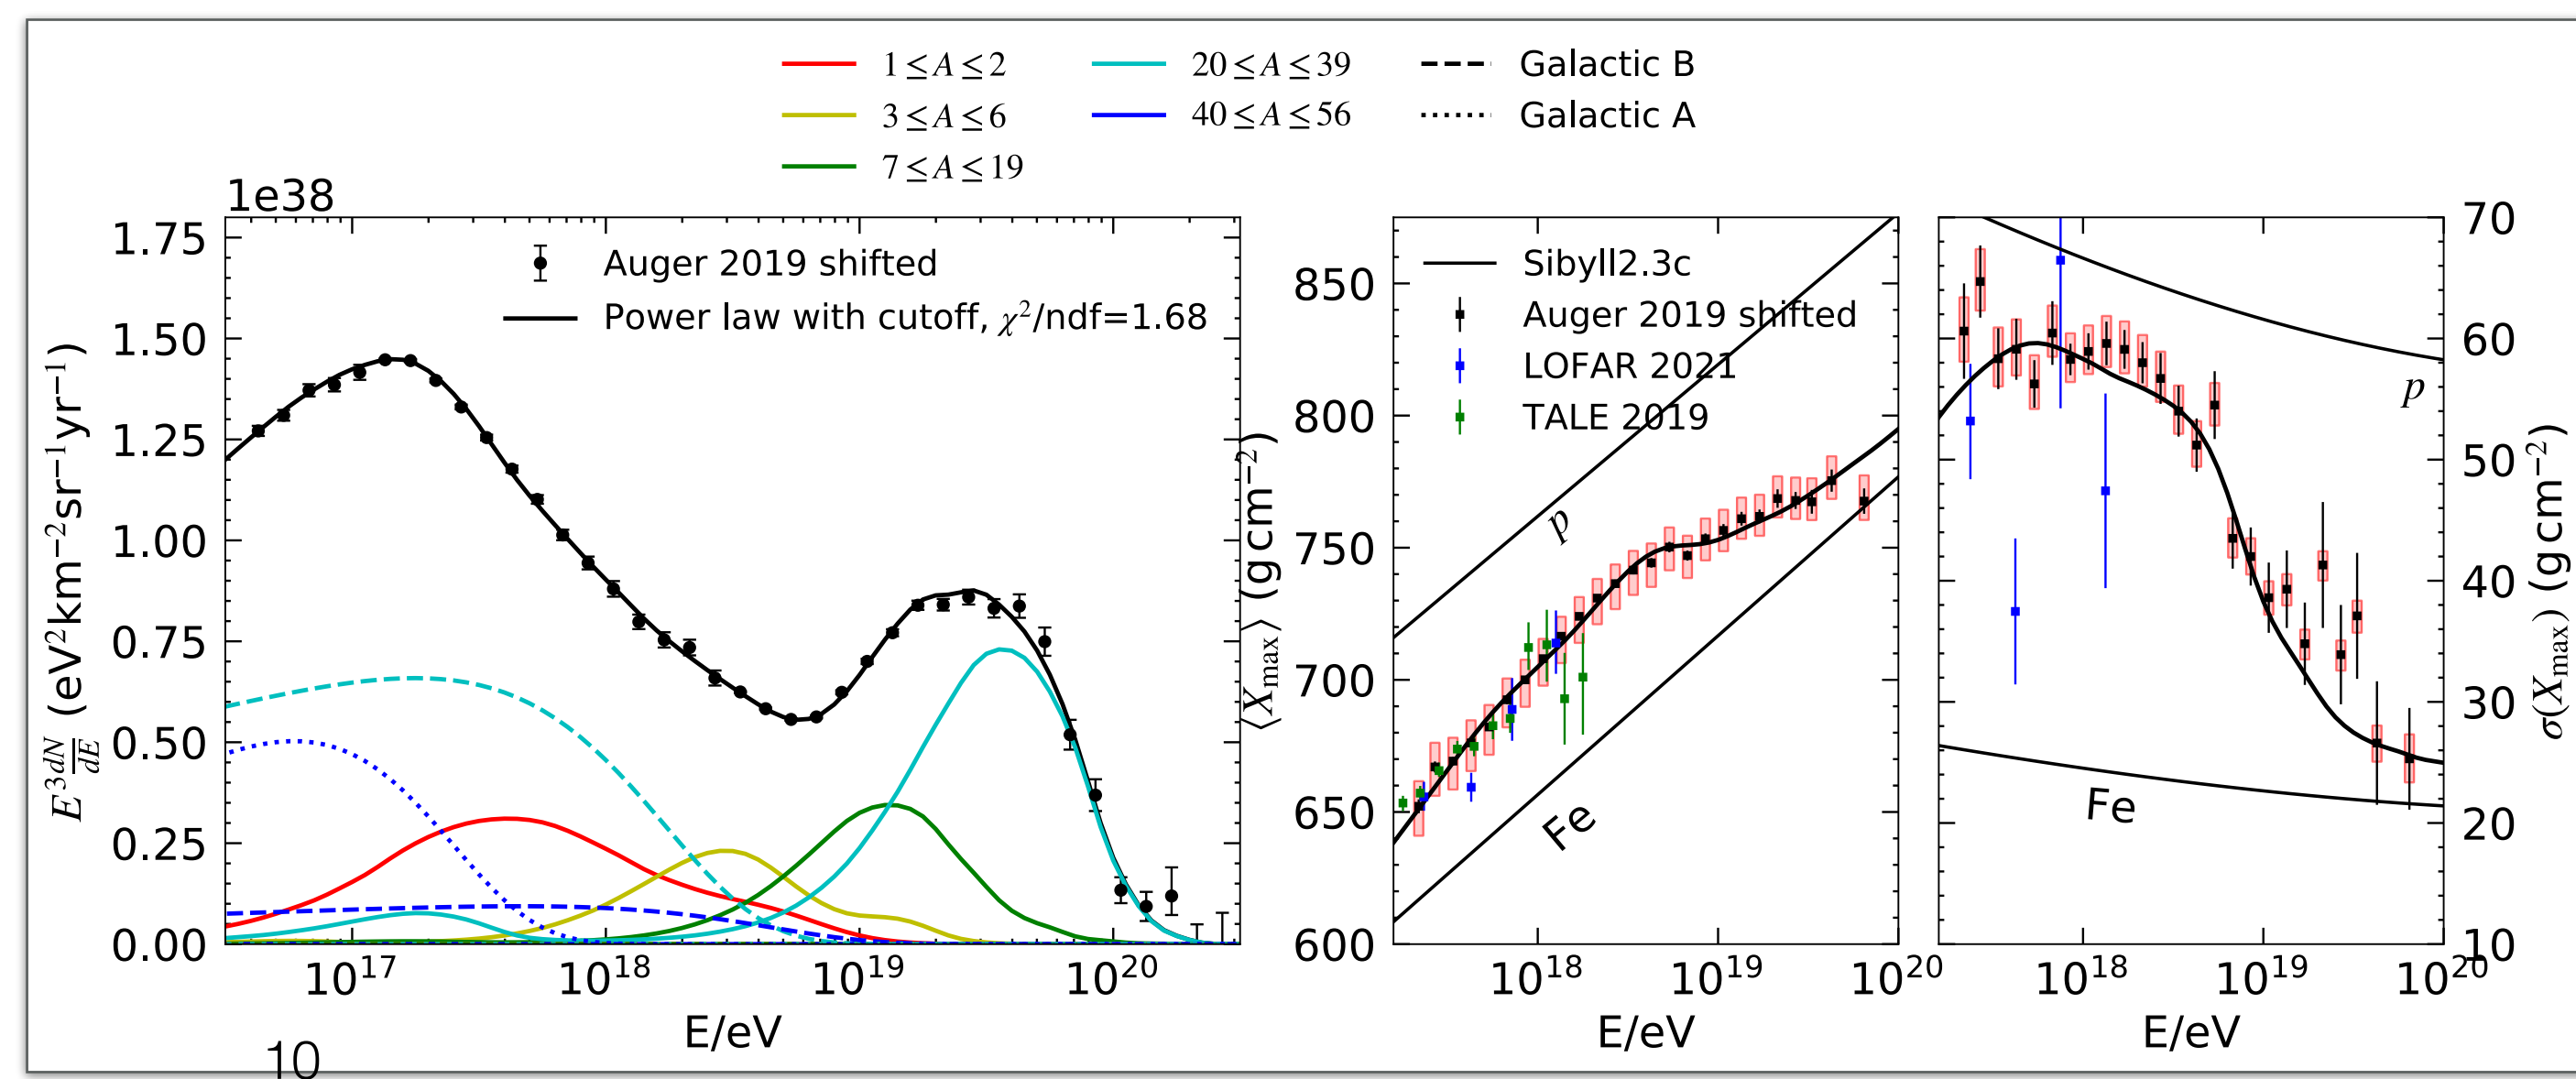 1 ≤ A ≤ 2
3 ≤ A ≤ 6
7 ≤ A ≤ 19
20 ≤ A ≤ 39
40 ≤ A ≤ 56
Galactic B
Galactic A
1e38
1.75
1.50
1.25
1.00
0.75
0.50
0.25
0.00
E³ dN/dE (eV²km⁻²sr⁻¹yr⁻¹)
Auger 2019 shifted
Power law with cutoff, χ²/ndf=1.68
10¹⁷ 10¹⁸ 10¹⁹ 10²⁰
E/eV
850
800
750
700
650
600
⟨Xmax⟩ (g cm⁻²)
Sibyll2.3c
Auger 2019 shifted
LOFAR 2021
TALE 2019
p
Fe
10¹⁸ 10¹⁹ 10²⁰
E/eV
70
60
50
40
30
20
10
σ(Xmax) (g cm⁻²)
p
Fe
10¹⁸ 10¹⁹ 10²⁰
E/eV
10